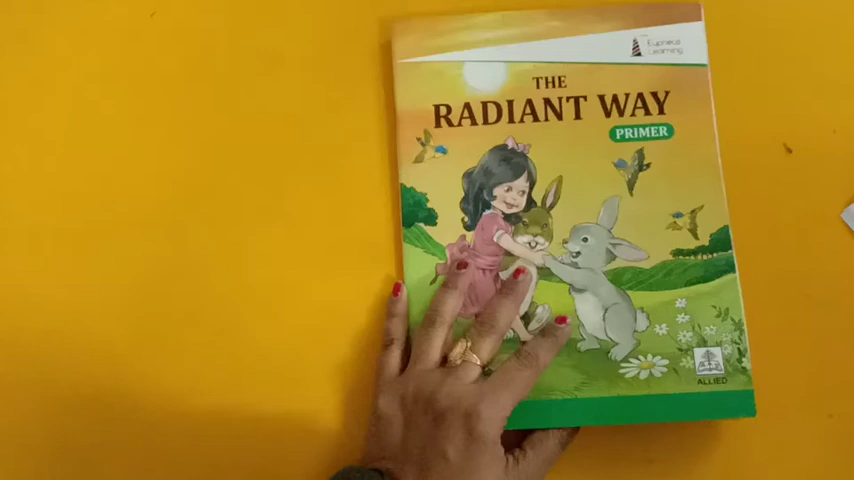 Eupheus
Learning
THE
RADIANT WAY
PRIMER
ALLIED